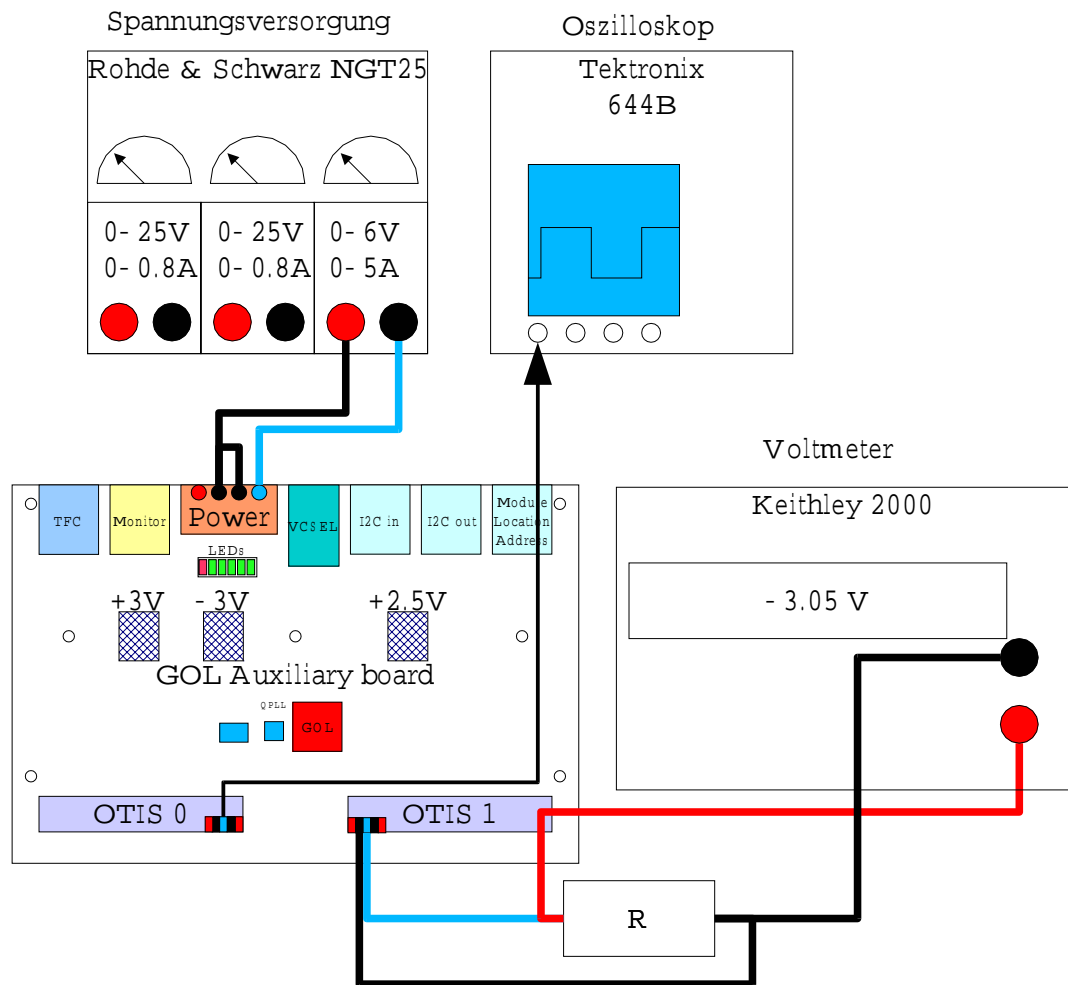 Spannungsversorgung
Oszilloskop
Rohde & Schwarz NGT25
Tektronix
644B
0- 25V
0- 0.8A
0- 25V
0- 0.8A
0- 6V
0- 5A
Voltmeter
Keithley 2000
- 3.05 V
TFC
Monitor
Power
VCSEL
I2C in
I2C out
Module
Location
Address
LEDs
+3V
- 3V
+2.5V
GOL Auxiliary board
QPLL
GOL
OTIS 0
OTIS 1
R